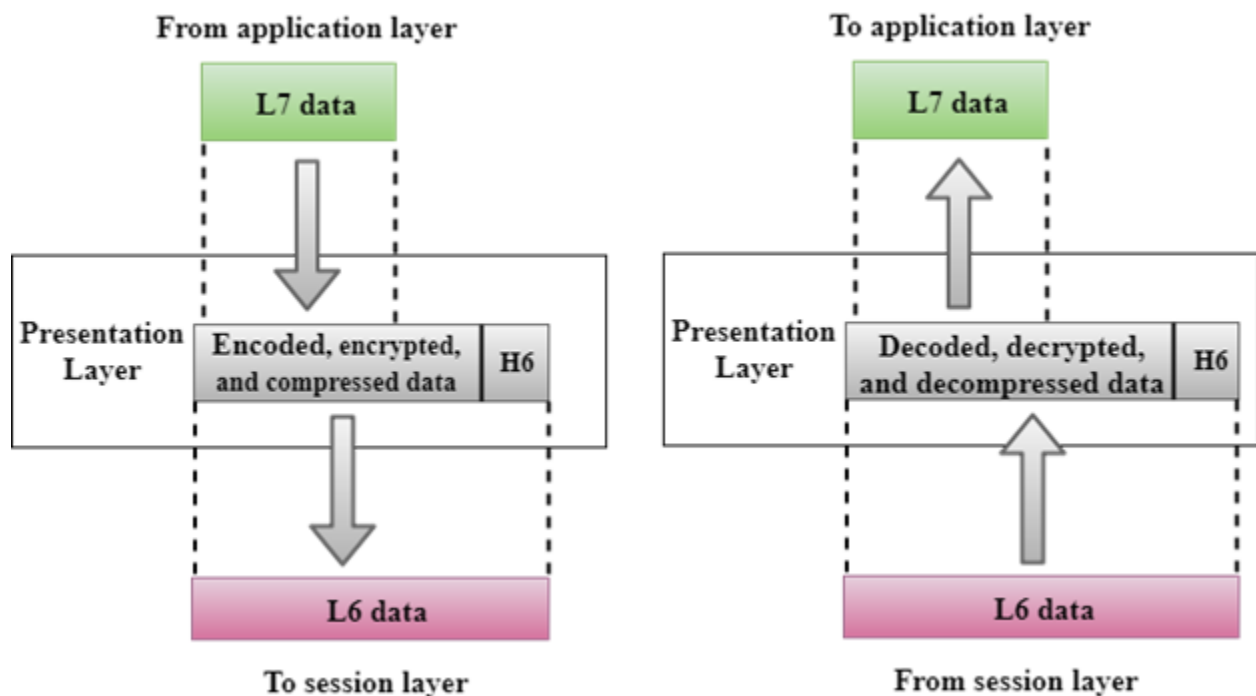 From application layer
L7 data
Presentation
Layer
Encoded, encrypted,
and compressed data
H6
L6 data
To session layer
To application layer
L7 data
Presentation
Layer
Decoded, decrypted,
and decompressed data
H6
L6 data
From session layer